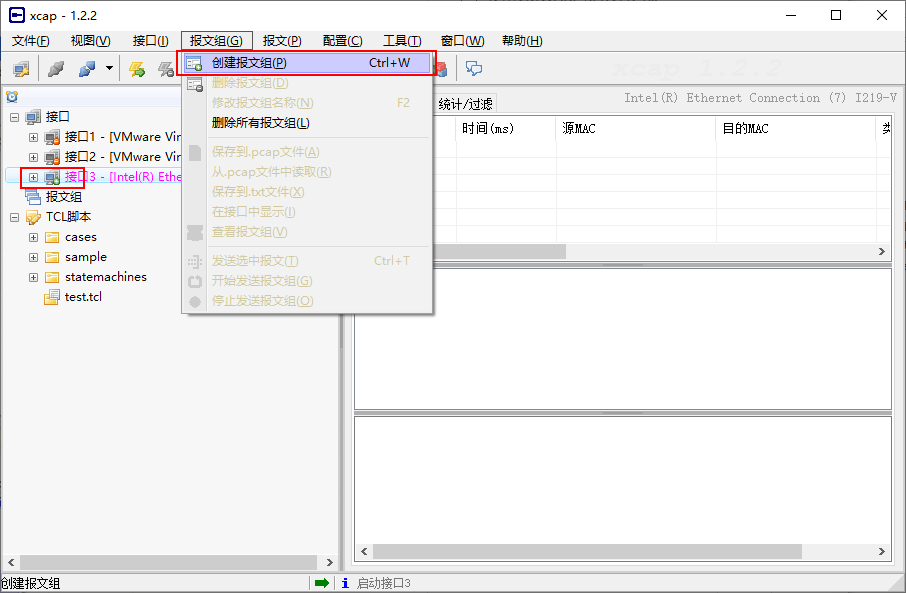 xcap - 1.2.2
文件(F) 视图(V) 接口(I) 报文组(G) 报文(P) 配置(C) 工具(T) 窗口(W) 帮助(H)
创建报文组(P) Ctrl+W
删除报文组(D)
修改报文组名称(N) F2
删除所有报文组(L)
保存到.pcap文件(A)
从.pcap文件中读取(R)
保存到.txt文件(X)
在接口中显示(I)
查看报文组(V)
发送选中报文(T) Ctrl+T
开始发送报文组(G)
停止发送报文组(O)
xcap 1.2.2
接口
接口1 - [VMware Vir
接口2 - [VMware Vir
接口3 - [Intel(R) Ethe
报文组
TCL脚本
cases
sample
statemachines
test.tcl
统计/过滤
Intel(R) Ethernet Connection (7) I219-V
时间(ms) 源MAC 目的MAC
创建报文组
启动接口3